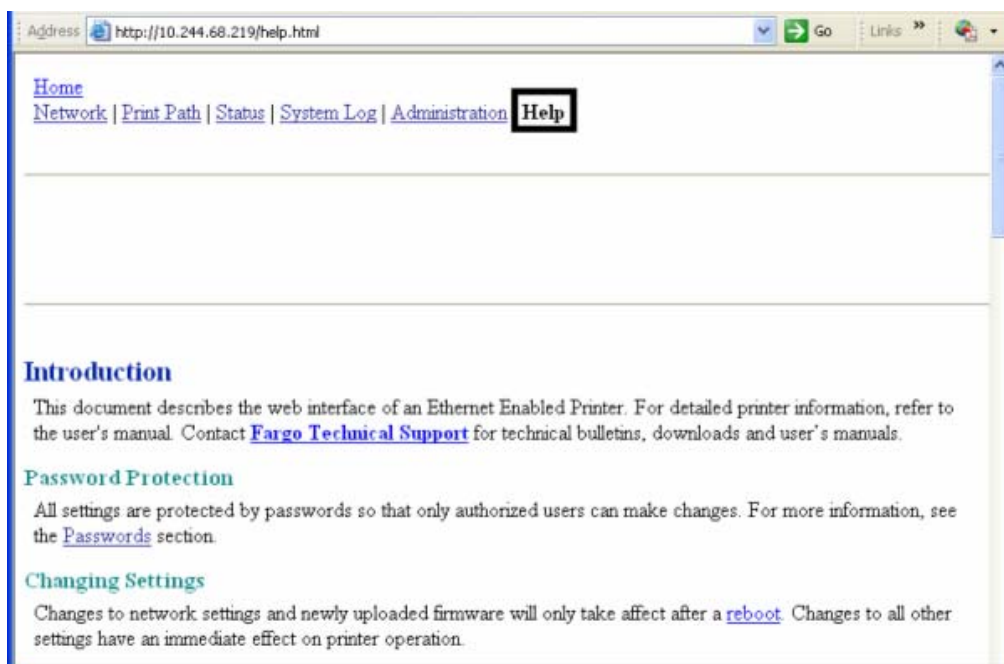 Address http://10.244.68.219/help.html Go Links »
Home
Network | Print Path | Status | System Log | Administration Help
Introduction
This document describes the web interface of an Ethernet Enabled Printer. For detailed printer information, refer to
the user's manual. Contact Fargo Technical Support for technical bulletins, downloads and user's manuals.
Password Protection
All settings are protected by passwords so that only authorized users can make changes. For more information, see
the Passwords section.
Changing Settings
Changes to network settings and newly uploaded firmware will only take affect after a reboot. Changes to all other
settings have an immediate effect on printer operation.